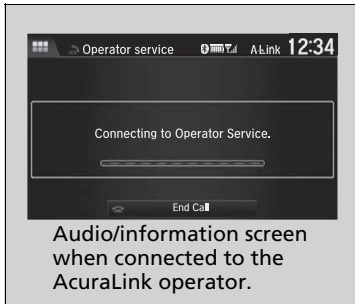 Operator service A-Link 12:34
Connecting to Operator Service.
End Call
Audio/information screen
when connected to the
AcuraLink operator.